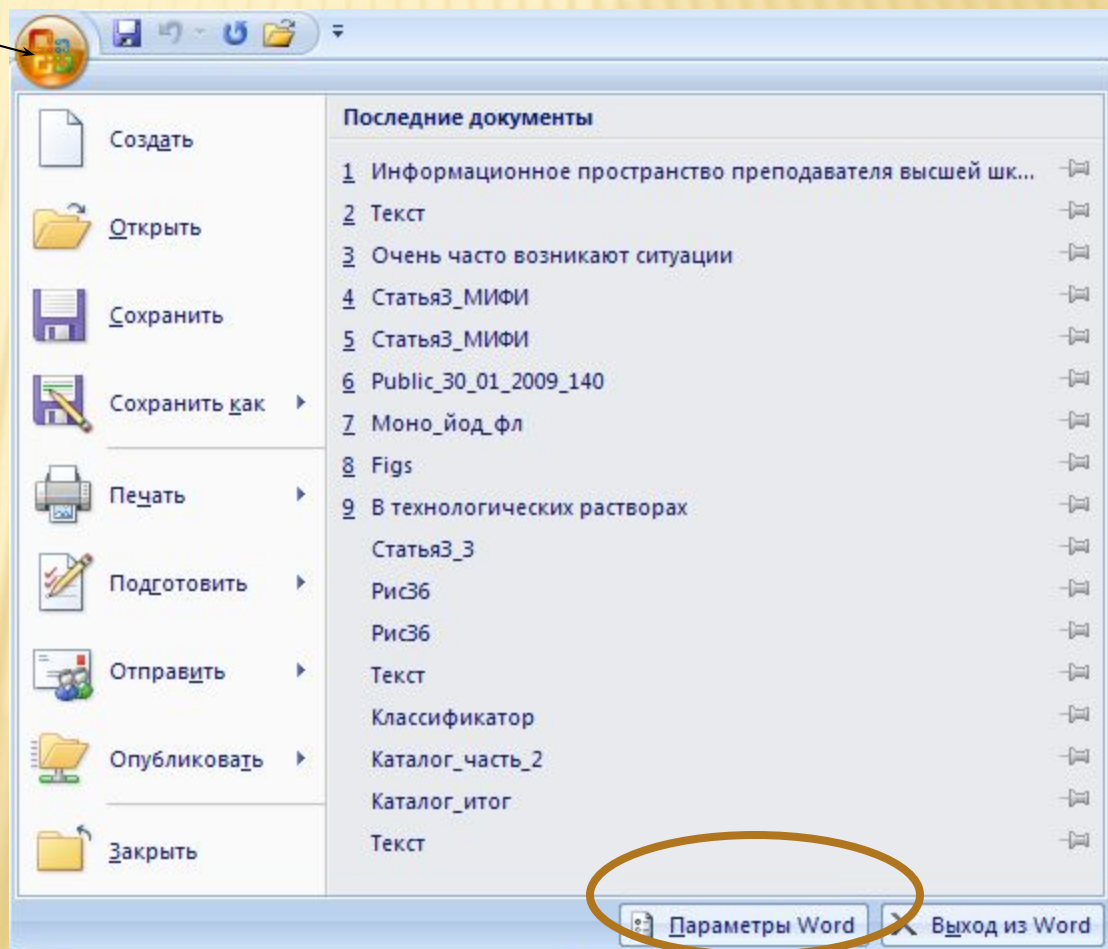 Создать
Открыть
Сохранить
Сохранить как
Печать
Подготовить
Отправить
Опубликовать
Закрыть
Последние документы
1 Информационное пространство преподавателя высшей шк...
2 Текст
3 Очень часто возникают ситуации
4 Статья3_МИФИ
5 Статья3_МИФИ
6 Public_30_01_2009_140
7 Моно_йод_фл
8 Figs
9 В технологических растворах
Статья3_3
Рис36
Рис36
Текст
Классификатор
Каталог_часть_2
Каталог_итог
Текст
Параметры Word
Выход из Word